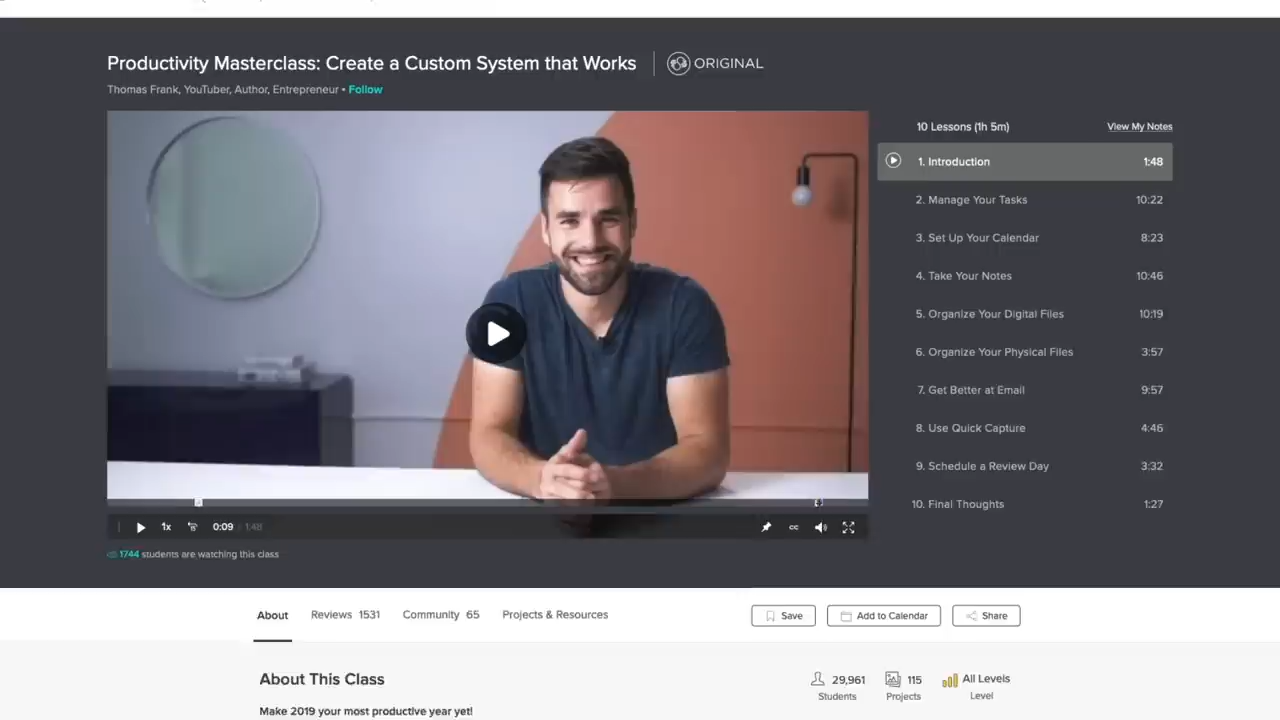 Productivity Masterclass: Create a Custom System that Works
ORIGINAL
Thomas Frank, YouTuber, Author, Entrepreneur • Follow
10 Lessons (1h 5m)
View My Notes
1. Introduction 1:48
2. Manage Your Tasks 10:22
3. Set Up Your Calendar 8:23
4. Take Your Notes 10:46
5. Organize Your Digital Files 10:19
6. Organize Your Physical Files 3:57
7. Get Better at Email 9:57
8. Use Quick Capture 4:46
9. Schedule a Review Day 3:32
10. Final Thoughts 1:27
1x 15 0:09 / 1:48 CC
1744 students are watching this class
About Reviews 1531 Community 65 Projects & Resources
Save Add to Calendar Share
About This Class
29,961 115 All Levels
Students Projects Level
Make 2019 your most productive year yet!